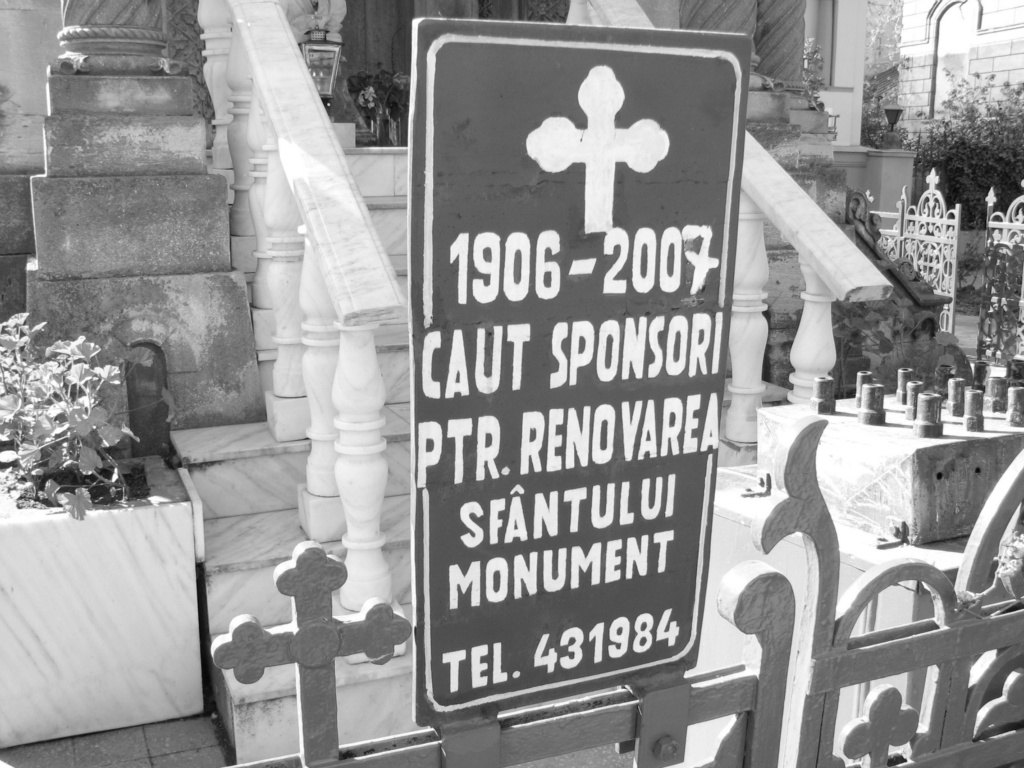 1906-2007
CAUT SPONSORI
PTR. RENOVAREA
SFÂNTULUI
MONUMENT
TEL. 431984